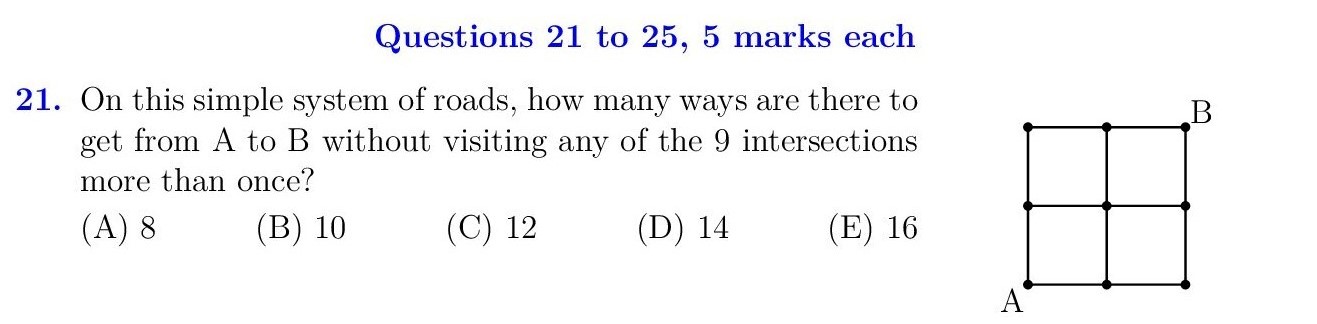 Questions 21 to 25, 5 marks each
21. On this simple system of roads, how many ways are there to
get from A to B without visiting any of the 9 intersections
more than once?
(A) 8 (B) 10 (C) 12 (D) 14 (E) 16
B
A